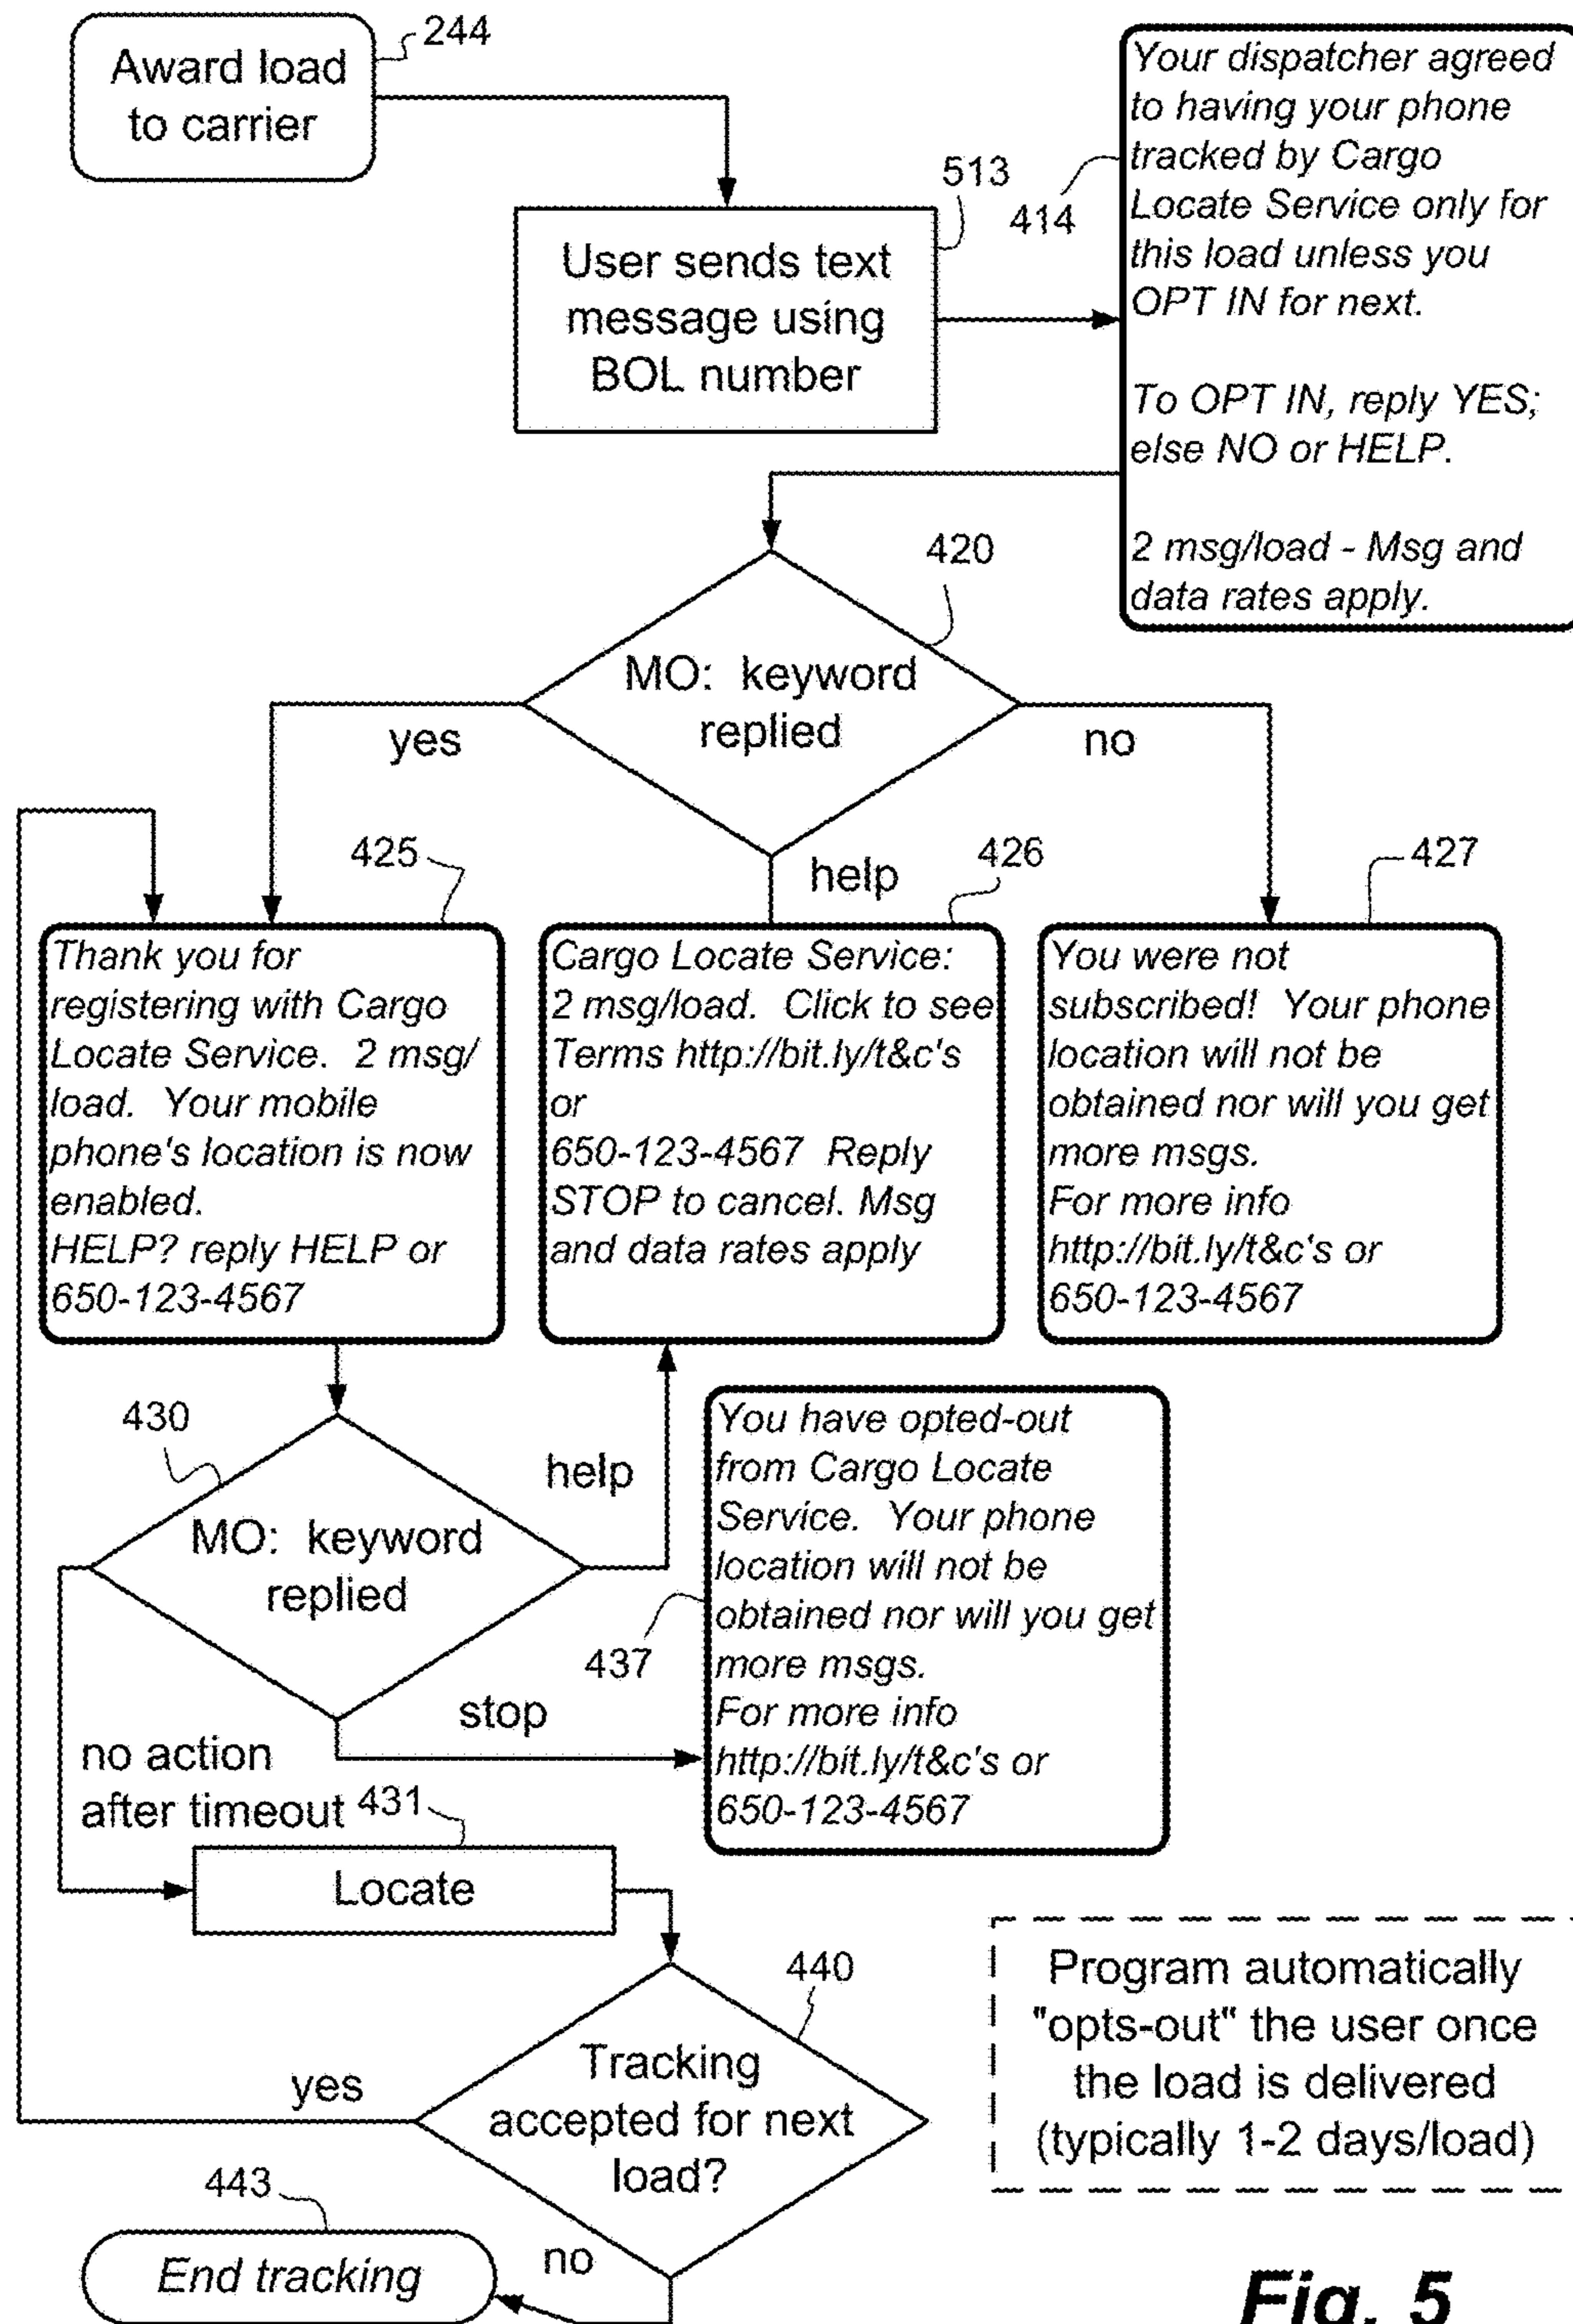 Award load
to carrier
244
User sends text
message using
BOL number
513
Your dispatcher agreed
to having your phone
tracked by Cargo
Locate Service only for
this load unless you
OPT IN for next.
To OPT IN, reply YES;
else NO or HELP.
2 msg/load - Msg and
data rates apply.
414
420
MO: keyword
replied
yes
help
no
425
Thank you for
registering with Cargo
Locate Service. 2 msg/
load. Your mobile
phone's location is now
enabled.
HELP? reply HELP or
650-123-4567
426
Cargo Locate Service:
2 msg/load. Click to see
Terms http://bit.ly/t&c's
or
650-123-4567 Reply
STOP to cancel. Msg
and data rates apply
427
You were not
subscribed! Your phone
location will not be
obtained nor will you get
more msgs.
For more info
http://bit.ly/t&c's or
650-123-4567
430
MO: keyword
replied
help
stop
no action
after timeout
437
You have opted-out
from Cargo Locate
Service. Your phone
location will not be
obtained nor will you get
more msgs.
For more info
http://bit.ly/t&c's or
650-123-4567
431
Locate
440
Tracking
accepted for next
load?
yes
no
443
End tracking
Program automatically
"opts-out" the user once
the load is delivered
(typically 1-2 days/load)
Fig. 5